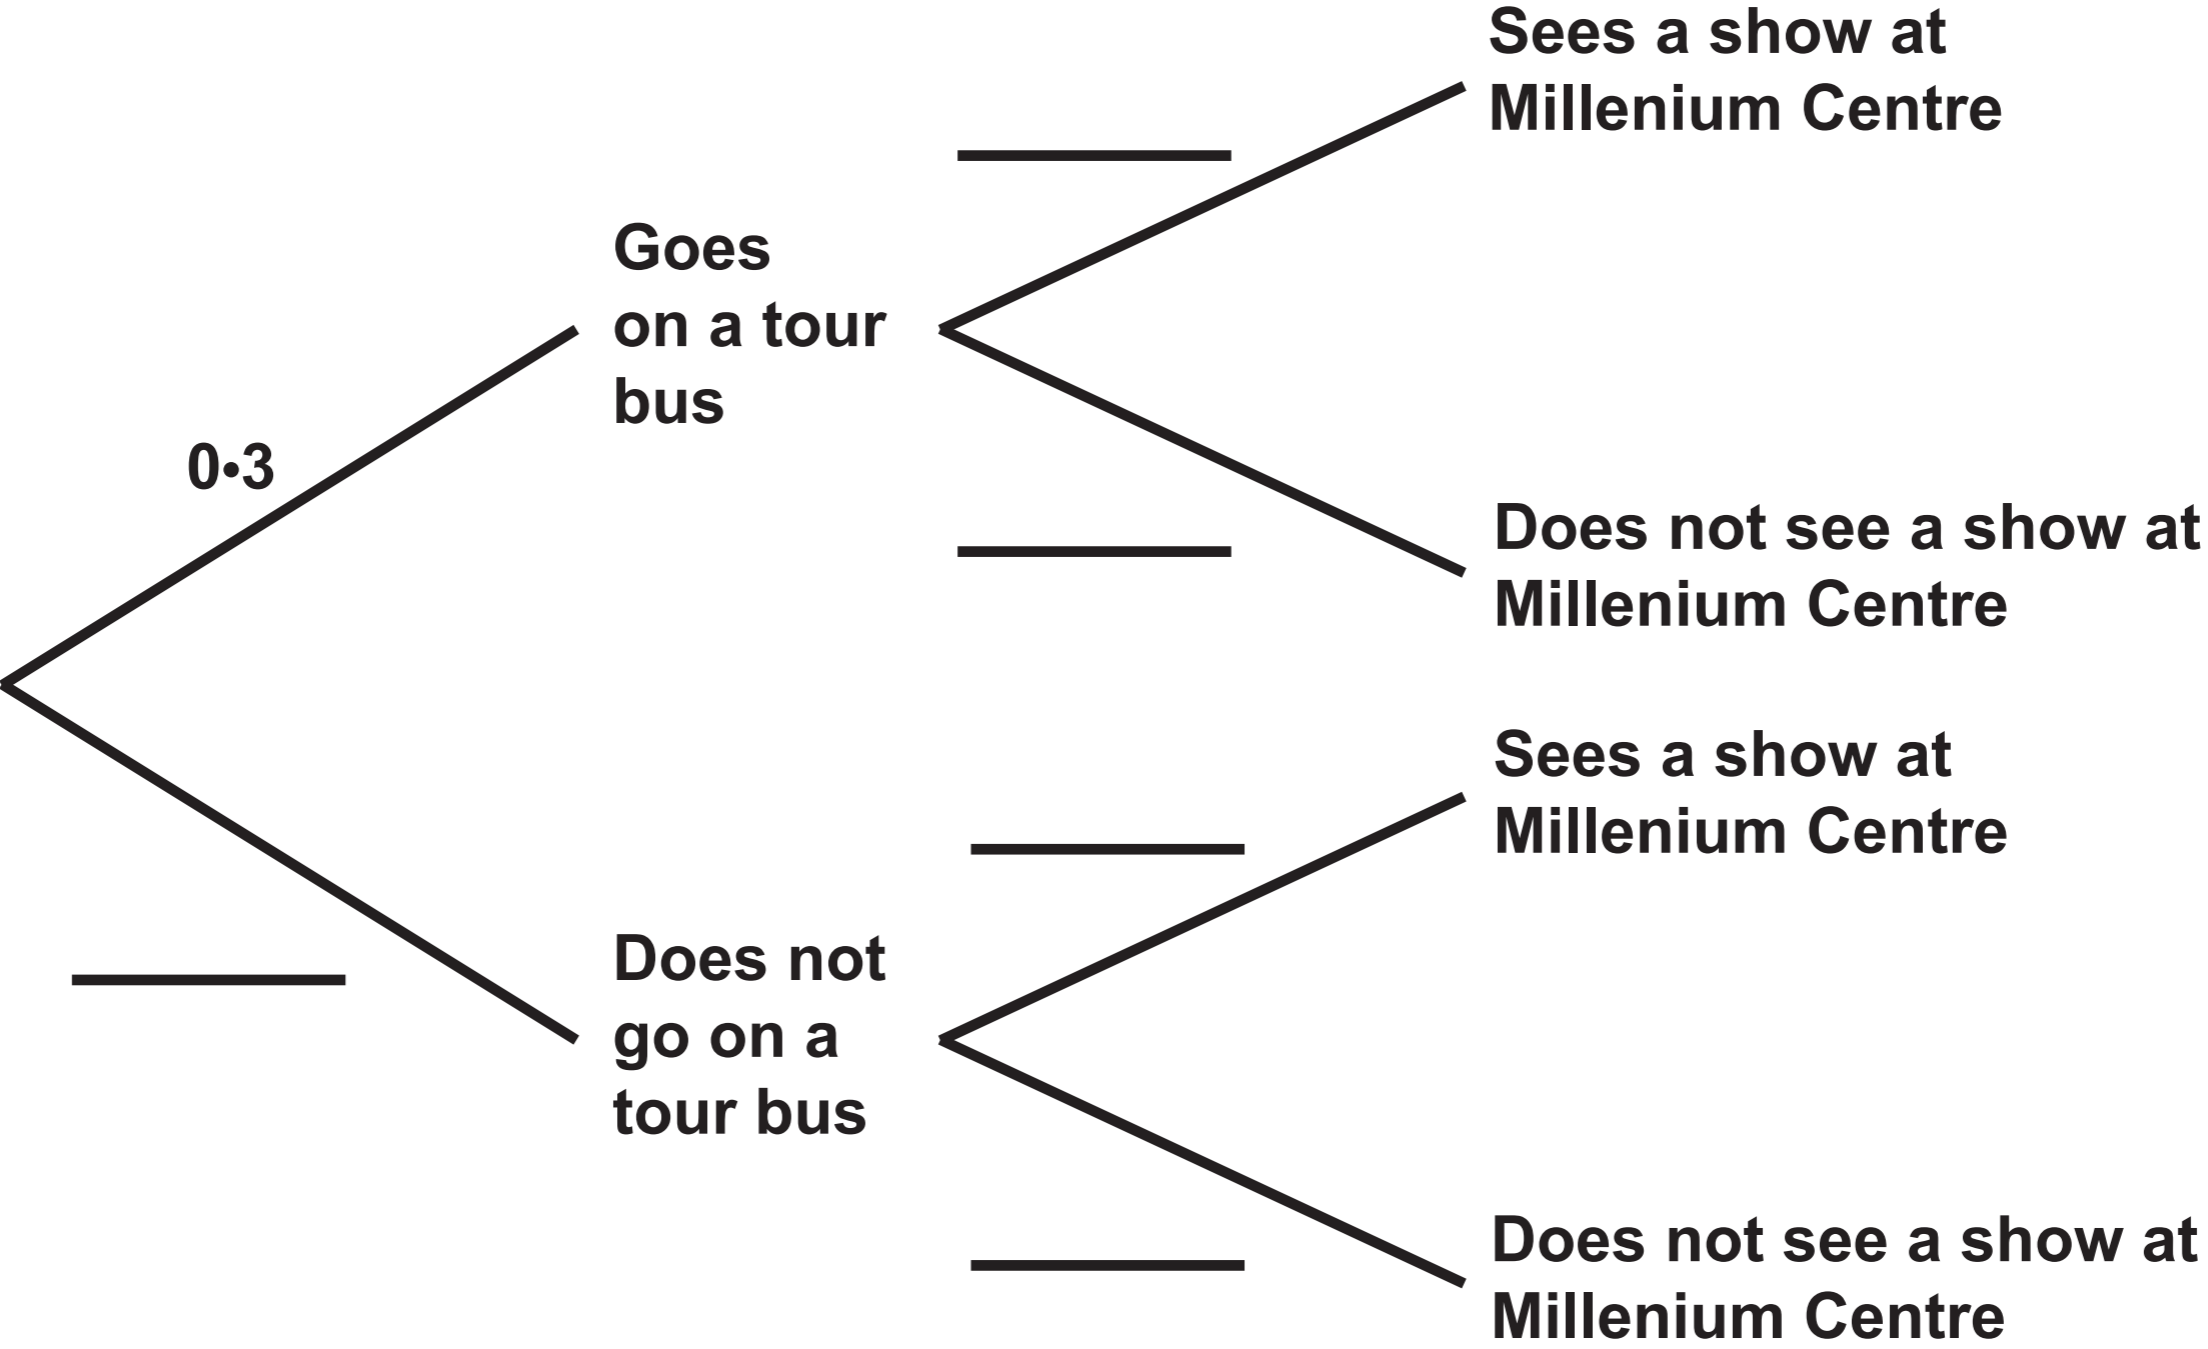 Sees a show at
Millenium Centre
Goes
on a tour
bus
0•3
Does not see a show at
Millenium Centre
Sees a show at
Millenium Centre
Does not
go on a
tour bus
Does not see a show at
Millenium Centre